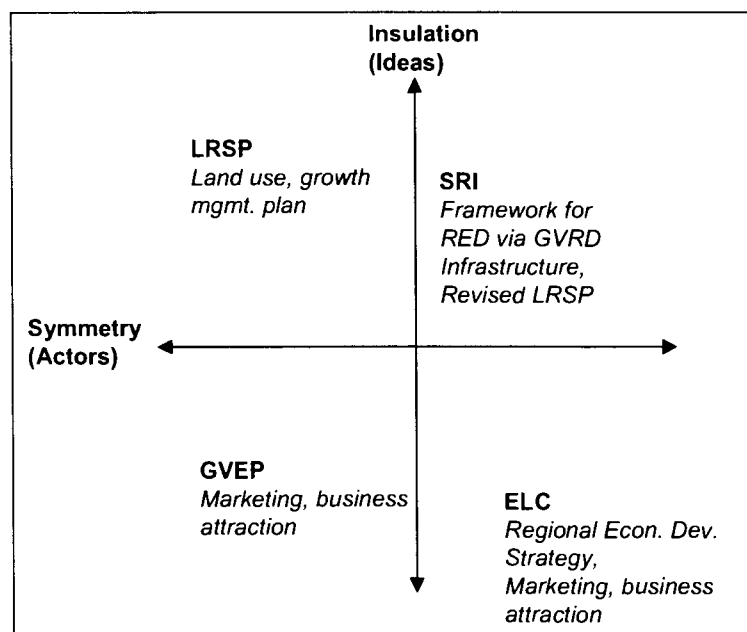 Insulation
(Ideas)
LRSP
Land use, growth
mgmt. plan
SRI
Framework for
RED via GVRD
Infrastructure,
Revised LRSP
Symmetry
(Actors)
GVEP
Marketing, business
attraction
ELC
Regional Econ. Dev.
Strategy,
Marketing, business
attraction